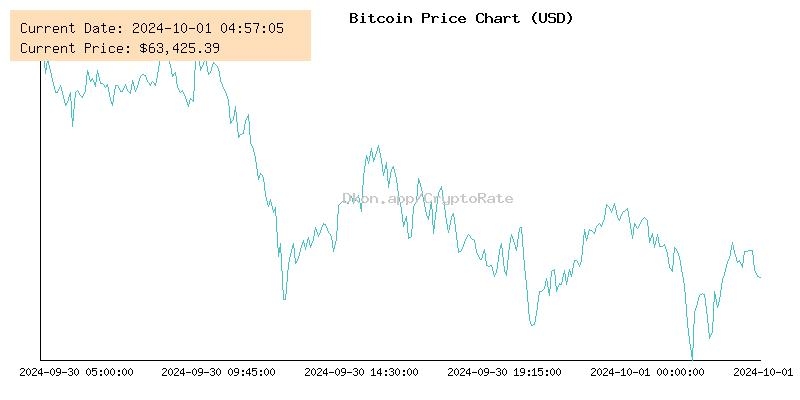 Bitcoin Price Chart (USD)
Current Date: 2024-10-01 04:57:05
Current Price: $63,425.39
Dkon.app/CryptoRate
2024-09-30 05:00:00 2024-09-30 09:45:00 2024-09-30 14:30:00 2024-09-30 19:15:00 2024-10-01 00:00:00 2024-10-01